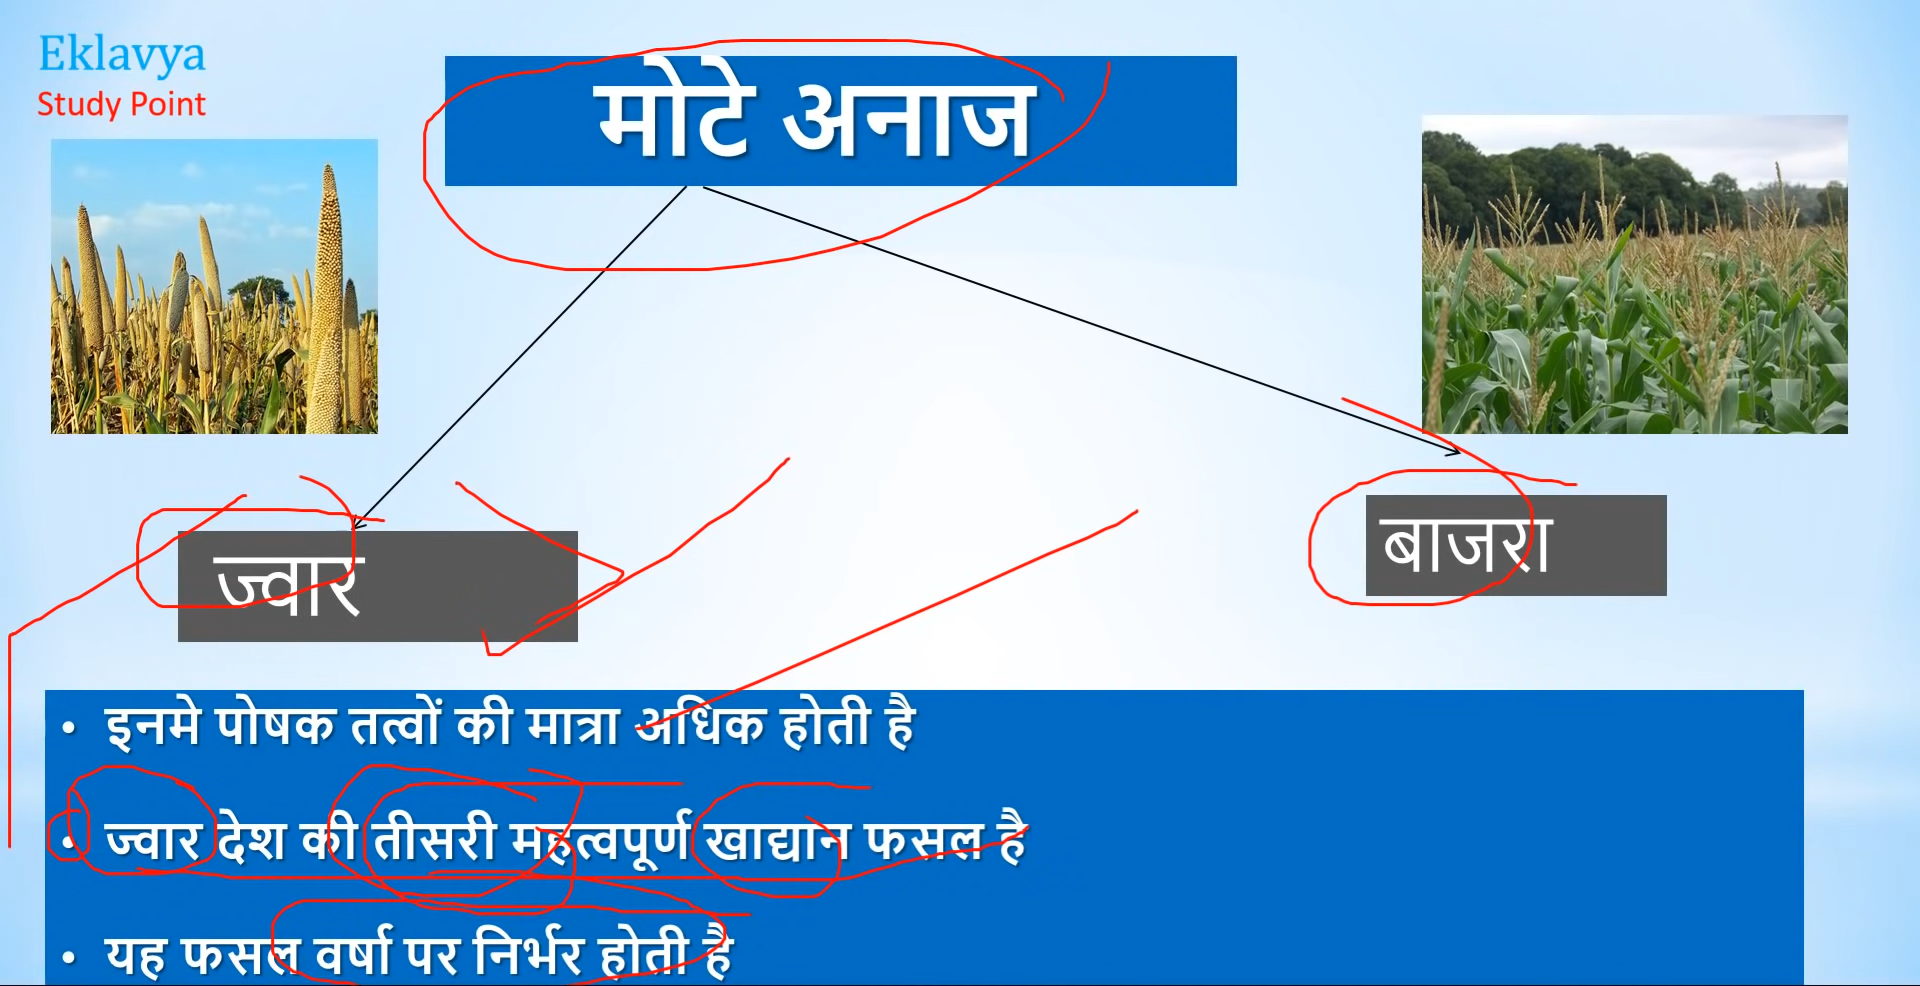 Eklavya
Study Point
मोटे अनाज
ज्वार
बाजरा
• इनमे पोषक तत्वों की मात्रा अधिक होती है
• ज्वार देश की तीसरी महत्वपूर्ण खाद्यान फसल है
• यह फसल वर्षा पर निर्भर होती है